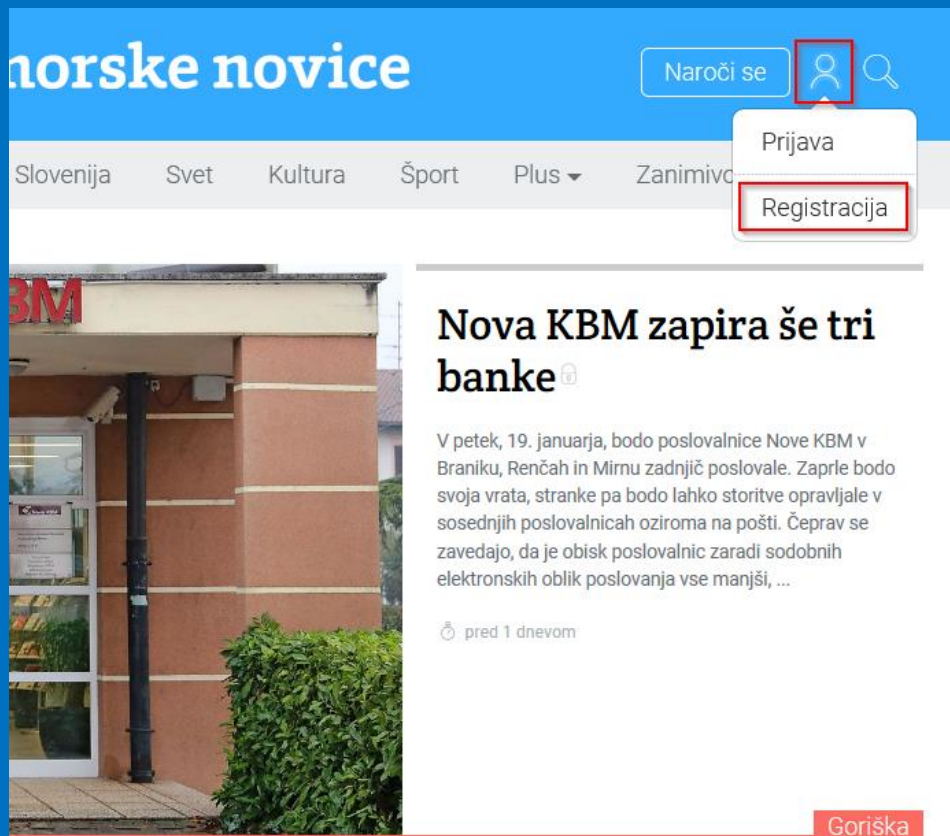 norske novice
Naroči se
Prijava
Registracija
Slovenija Svet Kultura Šport Plus Zanimivo
BM
Nova KBM zapira še tri
banke
V petek, 19. januarja, bodo poslovalnice Nove KBM v
Braniku, Renčah in Mirnu zadnjič poslovale. Zaprle bodo
svoja vrata, stranke pa bodo lahko storitve opravljale v
sosednjih poslovalnicah oziroma na pošti. Čeprav se
zavedajo, da je obisk poslovalnic zaradi sodobnih
elektronskih oblik poslovanja vse manjši, ...
pred 1 dnevom
Goriška